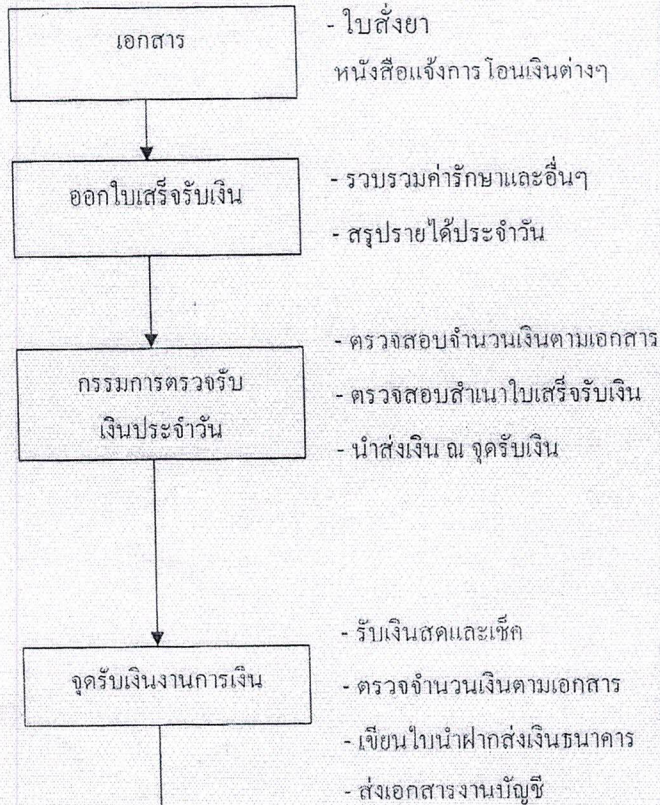 เอกสาร
- ใบสั่งยา
หนังสือแจ้งการโอนเงินต่างๆ
ออกใบเสร็จรับเงิน
- รวบรวมค่ารักษาและอื่นๆ
- สรุปรายได้ประจำวัน
กรรมการตรวจรับ
เงินประจำวัน
- ตรวจสอบจำนวนเงินตามเอกสาร
- ตรวจสอบสำเนาใบเสร็จรับเงิน
- นำส่งเงิน ณ จุดรับเงิน
จุดรับเงินงานการเงิน
- รับเงินสดและเช็ค
- ตรวจจำนวนเงินตามเอกสาร
- เขียนใบนำฝากส่งเงินธนาคาร
- ส่งเอกสารงานบัญชี